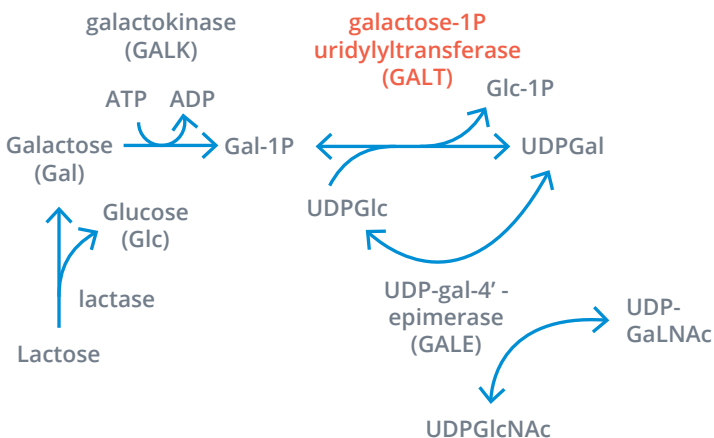 galactokinase
(GALK)
galactose-1P
uridylyltransferase
(GALT)
ATP
ADP
Glc-1P
Galactose
(Gal)
Gal-1P
UDPGal
Glucose
(Glc)
UDPGlc
lactase
Lactose
UDP-gal-4’ -
epimerase
(GALE)
UDP-
GaLNAc
UDPGlcNAc